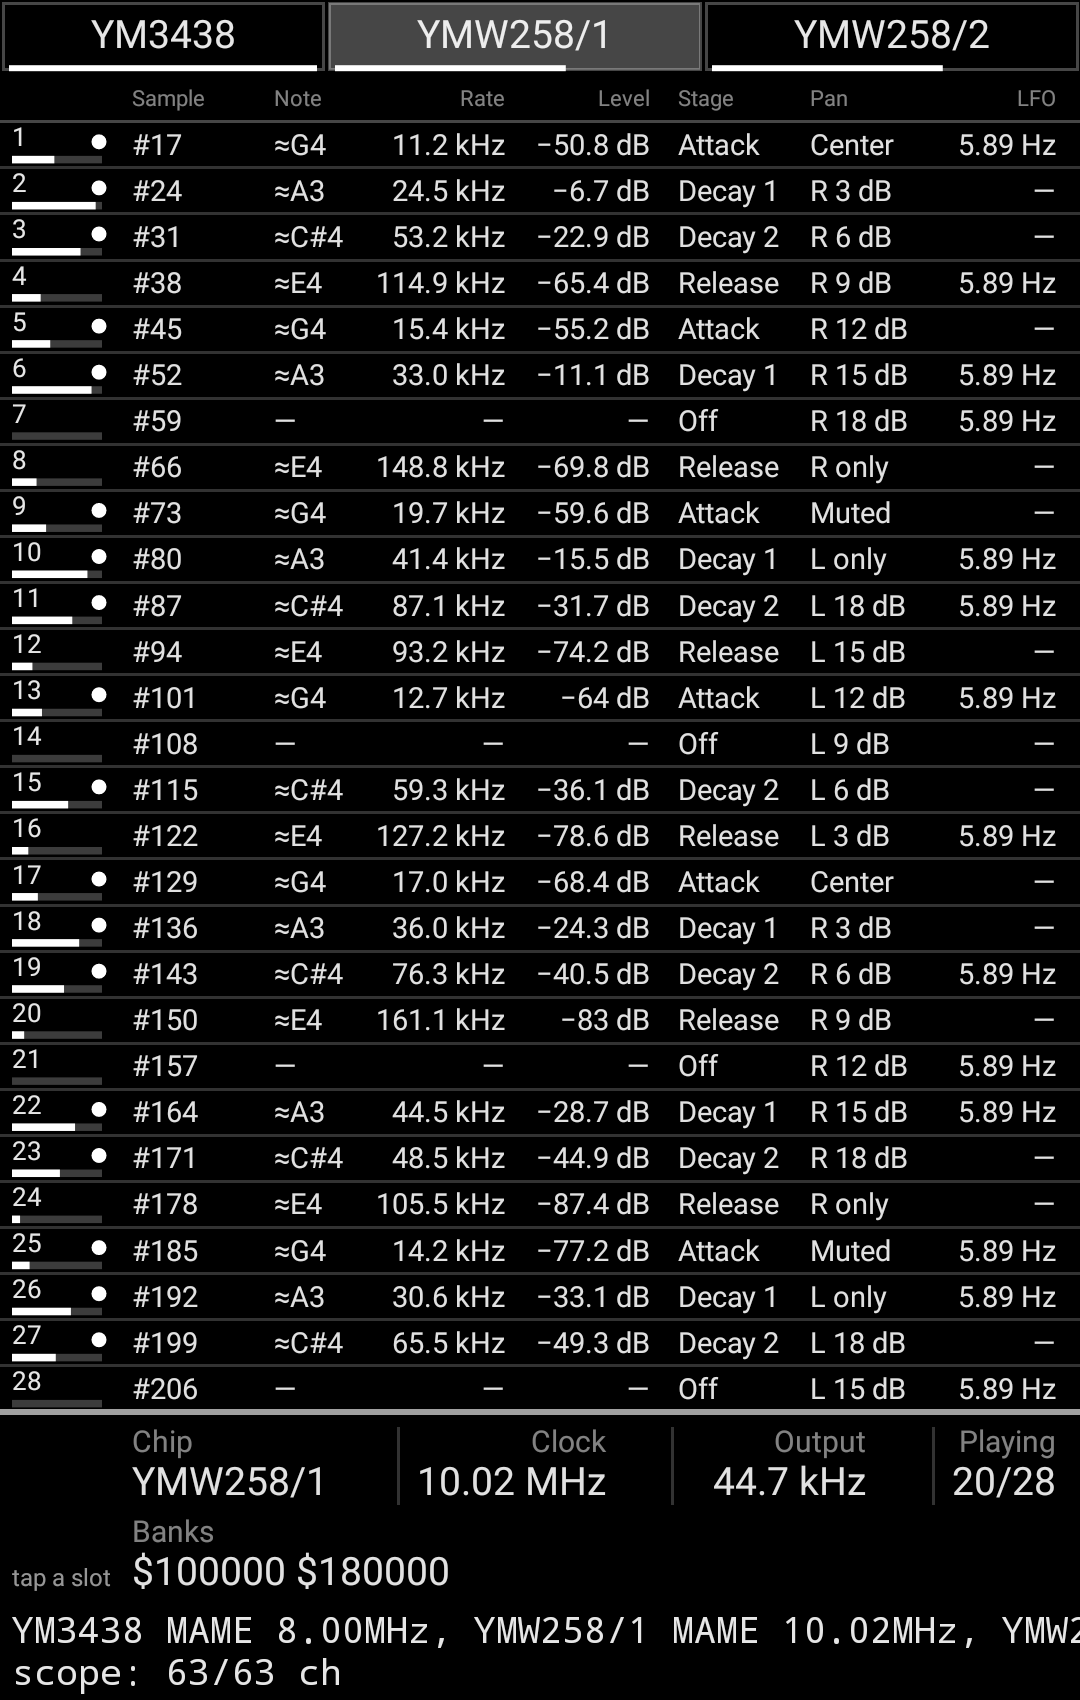 YM3438 YMW258/1 YMW258/2
Sample Note Rate Level Stage Pan LFO
1 #17 ≈G4 11.2 kHz −50.8 dB Attack Center 5.89 Hz
2 #24 ≈A3 24.5 kHz −6.7 dB Decay 1 R 3 dB —
3 #31 ≈C#4 53.2 kHz −22.9 dB Decay 2 R 6 dB —
4 #38 ≈E4 114.9 kHz −65.4 dB Release R 9 dB 5.89 Hz
5 #45 ≈G4 15.4 kHz −55.2 dB Attack R 12 dB —
6 #52 ≈A3 33.0 kHz −11.1 dB Decay 1 R 15 dB 5.89 Hz
7 #59 — — — Off R 18 dB 5.89 Hz
8 #66 ≈E4 148.8 kHz −69.8 dB Release R only —
9 #73 ≈G4 19.7 kHz −59.6 dB Attack Muted —
10 #80 ≈A3 41.4 kHz −15.5 dB Decay 1 L only 5.89 Hz
11 #87 ≈C#4 87.1 kHz −31.7 dB Decay 2 L 18 dB 5.89 Hz
12 #94 ≈E4 93.2 kHz −74.2 dB Release L 15 dB —
13 #101 ≈G4 12.7 kHz −64 dB Attack L 12 dB 5.89 Hz
14 #108 — — — Off L 9 dB —
15 #115 ≈C#4 59.3 kHz −36.1 dB Decay 2 L 6 dB —
16 #122 ≈E4 127.2 kHz −78.6 dB Release L 3 dB 5.89 Hz
17 #129 ≈G4 17.0 kHz −68.4 dB Attack Center —
18 #136 ≈A3 36.0 kHz −24.3 dB Decay 1 R 3 dB —
19 #143 ≈C#4 76.3 kHz −40.5 dB Decay 2 R 6 dB 5.89 Hz
20 #150 ≈E4 161.1 kHz −83 dB Release R 9 dB —
21 #157 — — — Off R 12 dB 5.89 Hz
22 #164 ≈A3 44.5 kHz −28.7 dB Decay 1 R 15 dB 5.89 Hz
23 #171 ≈C#4 48.5 kHz −44.9 dB Decay 2 R 18 dB —
24 #178 ≈E4 105.5 kHz −87.4 dB Release R only —
25 #185 ≈G4 14.2 kHz −77.2 dB Attack Muted 5.89 Hz
26 #192 ≈A3 30.6 kHz −33.1 dB Decay 1 L only 5.89 Hz
27 #199 ≈C#4 65.5 kHz −49.3 dB Decay 2 L 18 dB —
28 #206 — — — Off L 15 dB 5.89 Hz
Chip Clock Output Playing
YMW258/1 10.02 MHz 44.7 kHz 20/28
Banks
tap a slot $100000 $180000
YM3438 MAME 8.00MHz, YMW258/1 MAME 10.02MHz, YMW2
scope: 63/63 ch